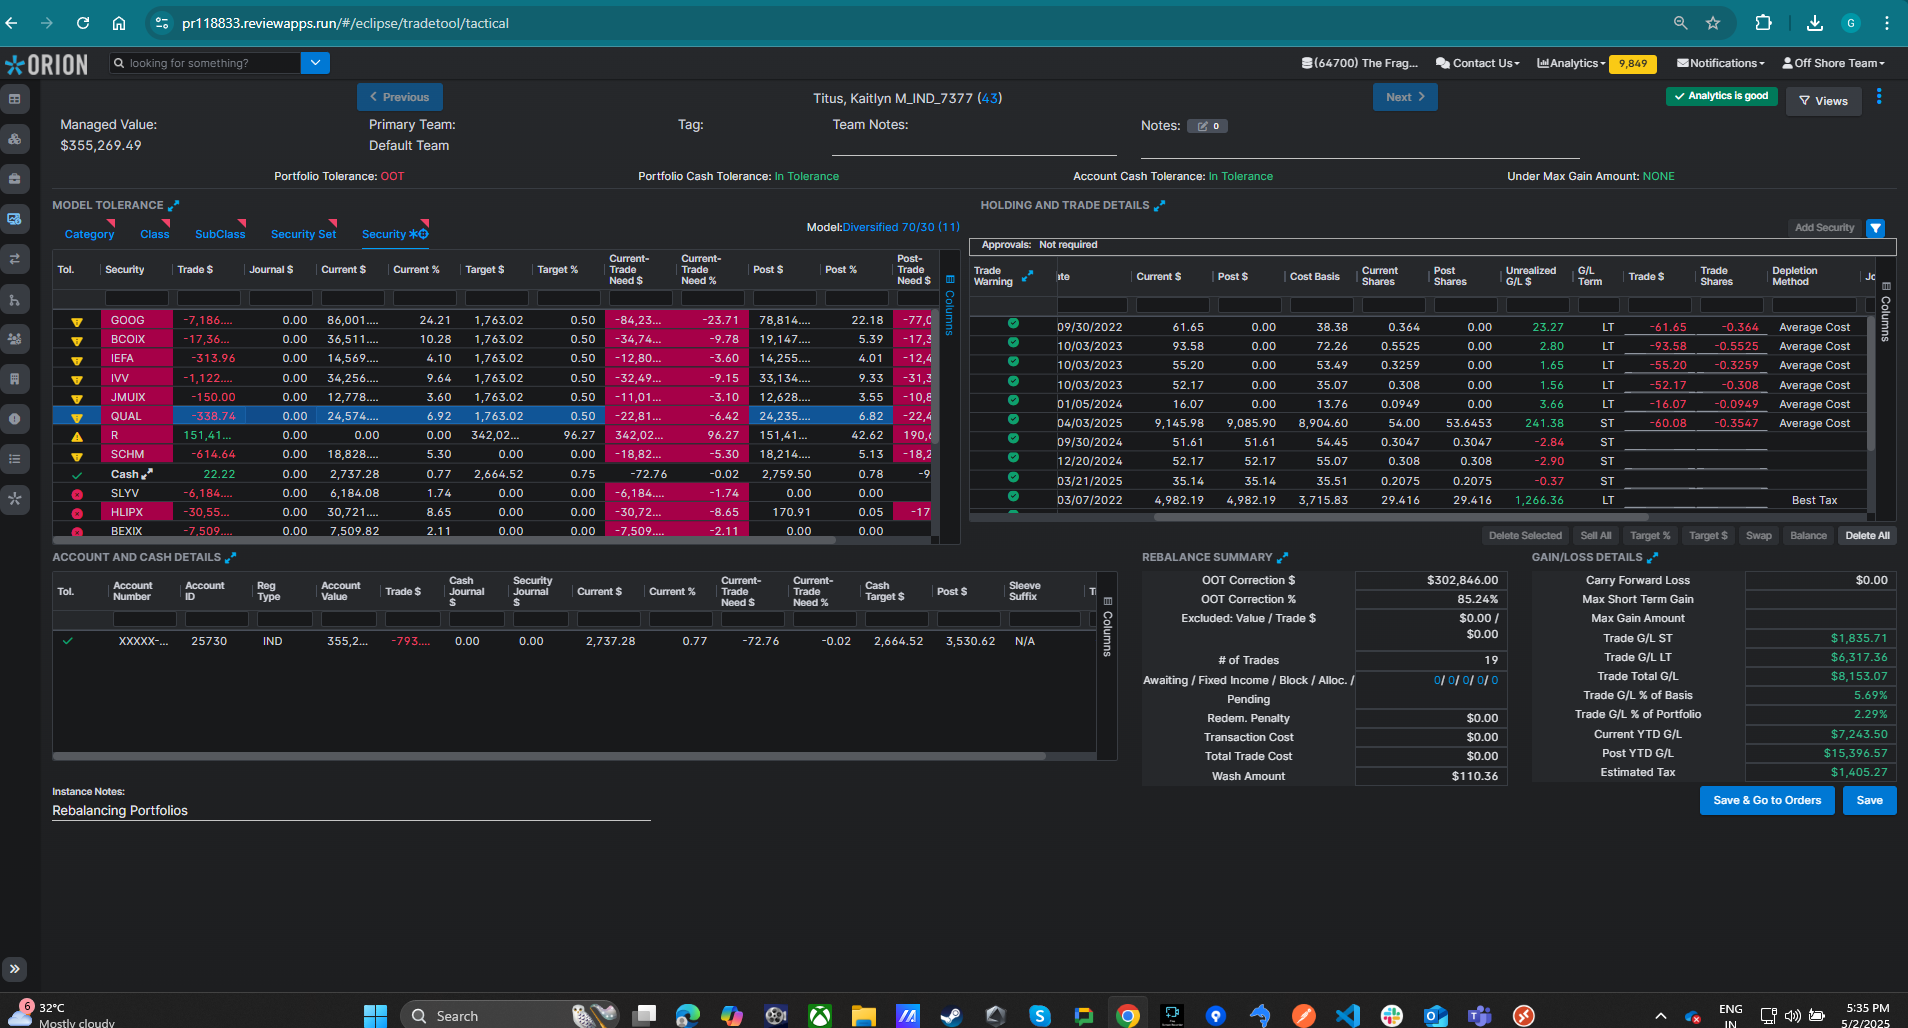 pr118833.reviewapps.run/#/eclipse/tradetool/tactical
G
ORION
looking for something?
(64700) The Frag...
Contact Us
Analytics
9,849
Notifications
Off Shore Team
Previous
Titus, Kaitlyn M_IND_7377 (43)
Next
Analytics is good
Views
Managed Value:
$355,269.49
Primary Team:
Default Team
Tag:
Team Notes:
Notes: 0
Portfolio Tolerance: OOT
Portfolio Cash Tolerance: In Tolerance
Account Cash Tolerance: In Tolerance
Under Max Gain Amount: NONE
MODEL TOLERANCE
Category Class SubClass Security Set Security
Model:Diversified 70/30 (11)
Tol. Security Trade $ Journal $ Current $ Current % Target $ Target % Current-Trade Need $ Current-Trade Need % Post $ Post % Post-Trade Need $
Columns
GOOG -7,186.... 0.00 86,001.... 24.21 1,763.02 0.50 -84,23... -23.71 78,814.... 22.18 -77,0
BCOIX -17,36... 0.00 36,511.... 10.28 1,763.02 0.50 -34,74... -9.78 19,147.... 5.39 -17,3
IEFA -313.96 0.00 14,569.... 4.10 1,763.02 0.50 -12,80... -3.60 14,255.... 4.01 -12,4
IVV -1,122.... 0.00 34,256.... 9.64 1,763.02 0.50 -32,49... -9.15 33,134.... 9.33 -31,3
JMUIX -150.00 0.00 12,778.... 3.60 1,763.02 0.50 -11,01... -3.10 12,628.... 3.55 -10,8
QUAL -338.74 0.00 24,574.... 6.92 1,763.02 0.50 -22,81... -6.42 24,235.... 6.82 -22,4
R 151,41... 0.00 0.00 0.00 342,02... 96.27 342,02... 96.27 151,41... 42.62 190,6
SCHM -614.64 0.00 18,828.... 5.30 0.00 0.00 -18,82... -5.30 18,214.... 5.13 -18,2
Cash 22.22 0.00 2,737.28 0.77 2,664.52 0.75 -72.76 -0.02 2,759.50 0.78 -9
SLYV -6,184.... 0.00 6,184.08 1.74 0.00 0.00 -6,184.... -1.74 0.00 0.00
HLIPX -30,55... 0.00 30,721.... 8.65 0.00 0.00 -30,72... -8.65 170.91 0.05 -17
BEXIX -7,509... 0.00 7,509.82 2.11 0.00 0.00 -7,509.... -2.11 0.00 0.00
HOLDING AND TRADE DETAILS
Add Security
Approvals: Not required
Trade Warning ate Current $ Post $ Cost Basis Current Shares Post Shares Unrealized G/L $ G/L Term Trade $ Trade Shares Depletion Method Jo
Columns
09/30/2022 61.65 0.00 38.38 0.364 0.00 23.27 LT -61.65 -0.364 Average Cost
10/03/2023 93.58 0.00 72.26 0.5525 0.00 2.80 LT -93.58 -0.5525 Average Cost
10/03/2023 55.20 0.00 53.49 0.3259 0.00 1.65 LT -55.20 -0.3259 Average Cost
10/03/2023 52.17 0.00 35.07 0.308 0.00 1.56 LT -52.17 -0.308 Average Cost
01/05/2024 16.07 0.00 13.76 0.0949 0.00 3.66 LT -16.07 -0.0949 Average Cost
04/03/2025 9,145.98 9,085.90 8,904.60 54.00 53.6453 241.38 ST -60.08 -0.3547 Average Cost
09/30/2024 51.61 51.61 54.45 0.3047 0.3047 -2.84 ST
12/20/2024 52.17 52.17 55.07 0.308 0.308 -2.90 ST
03/21/2025 35.14 35.14 35.51 0.2075 0.2075 -0.37 ST
03/07/2022 4,982.19 4,982.19 3,715.83 29.416 29.416 1,266.36 LT Best Tax
Delete Selected Sell All Target % Target $ Swap Balance Delete All
ACCOUNT AND CASH DETAILS
Tol. Account Number Account ID Reg Type Account Value Trade $ Cash Journal $ Security Journal $ Current $ Current % Current-Trade Need $ Current-Trade Need % Cash Target $ Post $ Sleeve Suffix
Columns
XXXXX-... 25730 IND 355,2... -793.... 0.00 0.00 2,737.28 0.77 -72.76 -0.02 2,664.52 3,530.62 N/A
REBALANCE SUMMARY
OOT Correction $ $302,846.00
OOT Correction % 85.24%
Excluded: Value / Trade $ $0.00 / $0.00
# of Trades 19
Awaiting / Fixed Income / Block / Alloc. / Pending 0/ 0/ 0/ 0/ 0
Redem. Penalty $0.00
Transaction Cost $0.00
Total Trade Cost $0.00
Wash Amount $110.36
GAIN/LOSS DETAILS
Carry Forward Loss $0.00
Max Short Term Gain
Max Gain Amount
Trade G/L ST $1,835.71
Trade G/L LT $6,317.36
Trade Total G/L $8,153.07
Trade G/L % of Basis 5.69%
Trade G/L % of Portfolio 2.29%
Current YTD G/L $7,243.50
Post YTD G/L $15,396.57
Estimated Tax $1,405.27
Instance Notes:
Rebalancing Portfolios
Save & Go to Orders
Save
6
32°C
Mostly cloudy
Search
ENG
IN
5:35 PM
5/2/2025